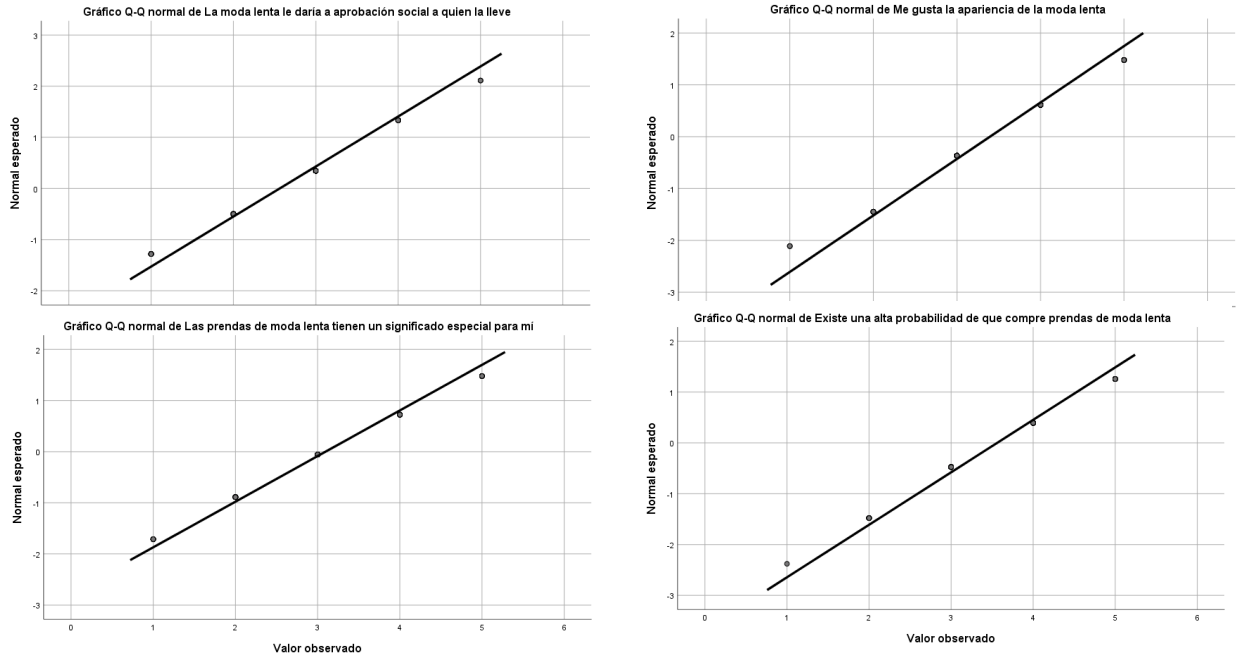 Gráfico Q-Q normal de La moda lenta le daría a aprobación social a quien la lleve
Normal esperado
3
2
1
0
-1
-2
Gráfico Q-Q normal de Me gusta la apariencia de la moda lenta
Normal esperado
2
1
0
-1
-2
-3
Gráfico Q-Q normal de Las prendas de moda lenta tienen un significado especial para mí
Normal esperado
2
1
0
-1
-2
-3
0 1 2 3 4 5 6
Valor observado
Gráfico Q-Q normal de Existe una alta probabilidad de que compre prendas de moda lenta
Normal esperado
2
1
0
-1
-2
-3
0 1 2 3 4 5 6
Valor observado